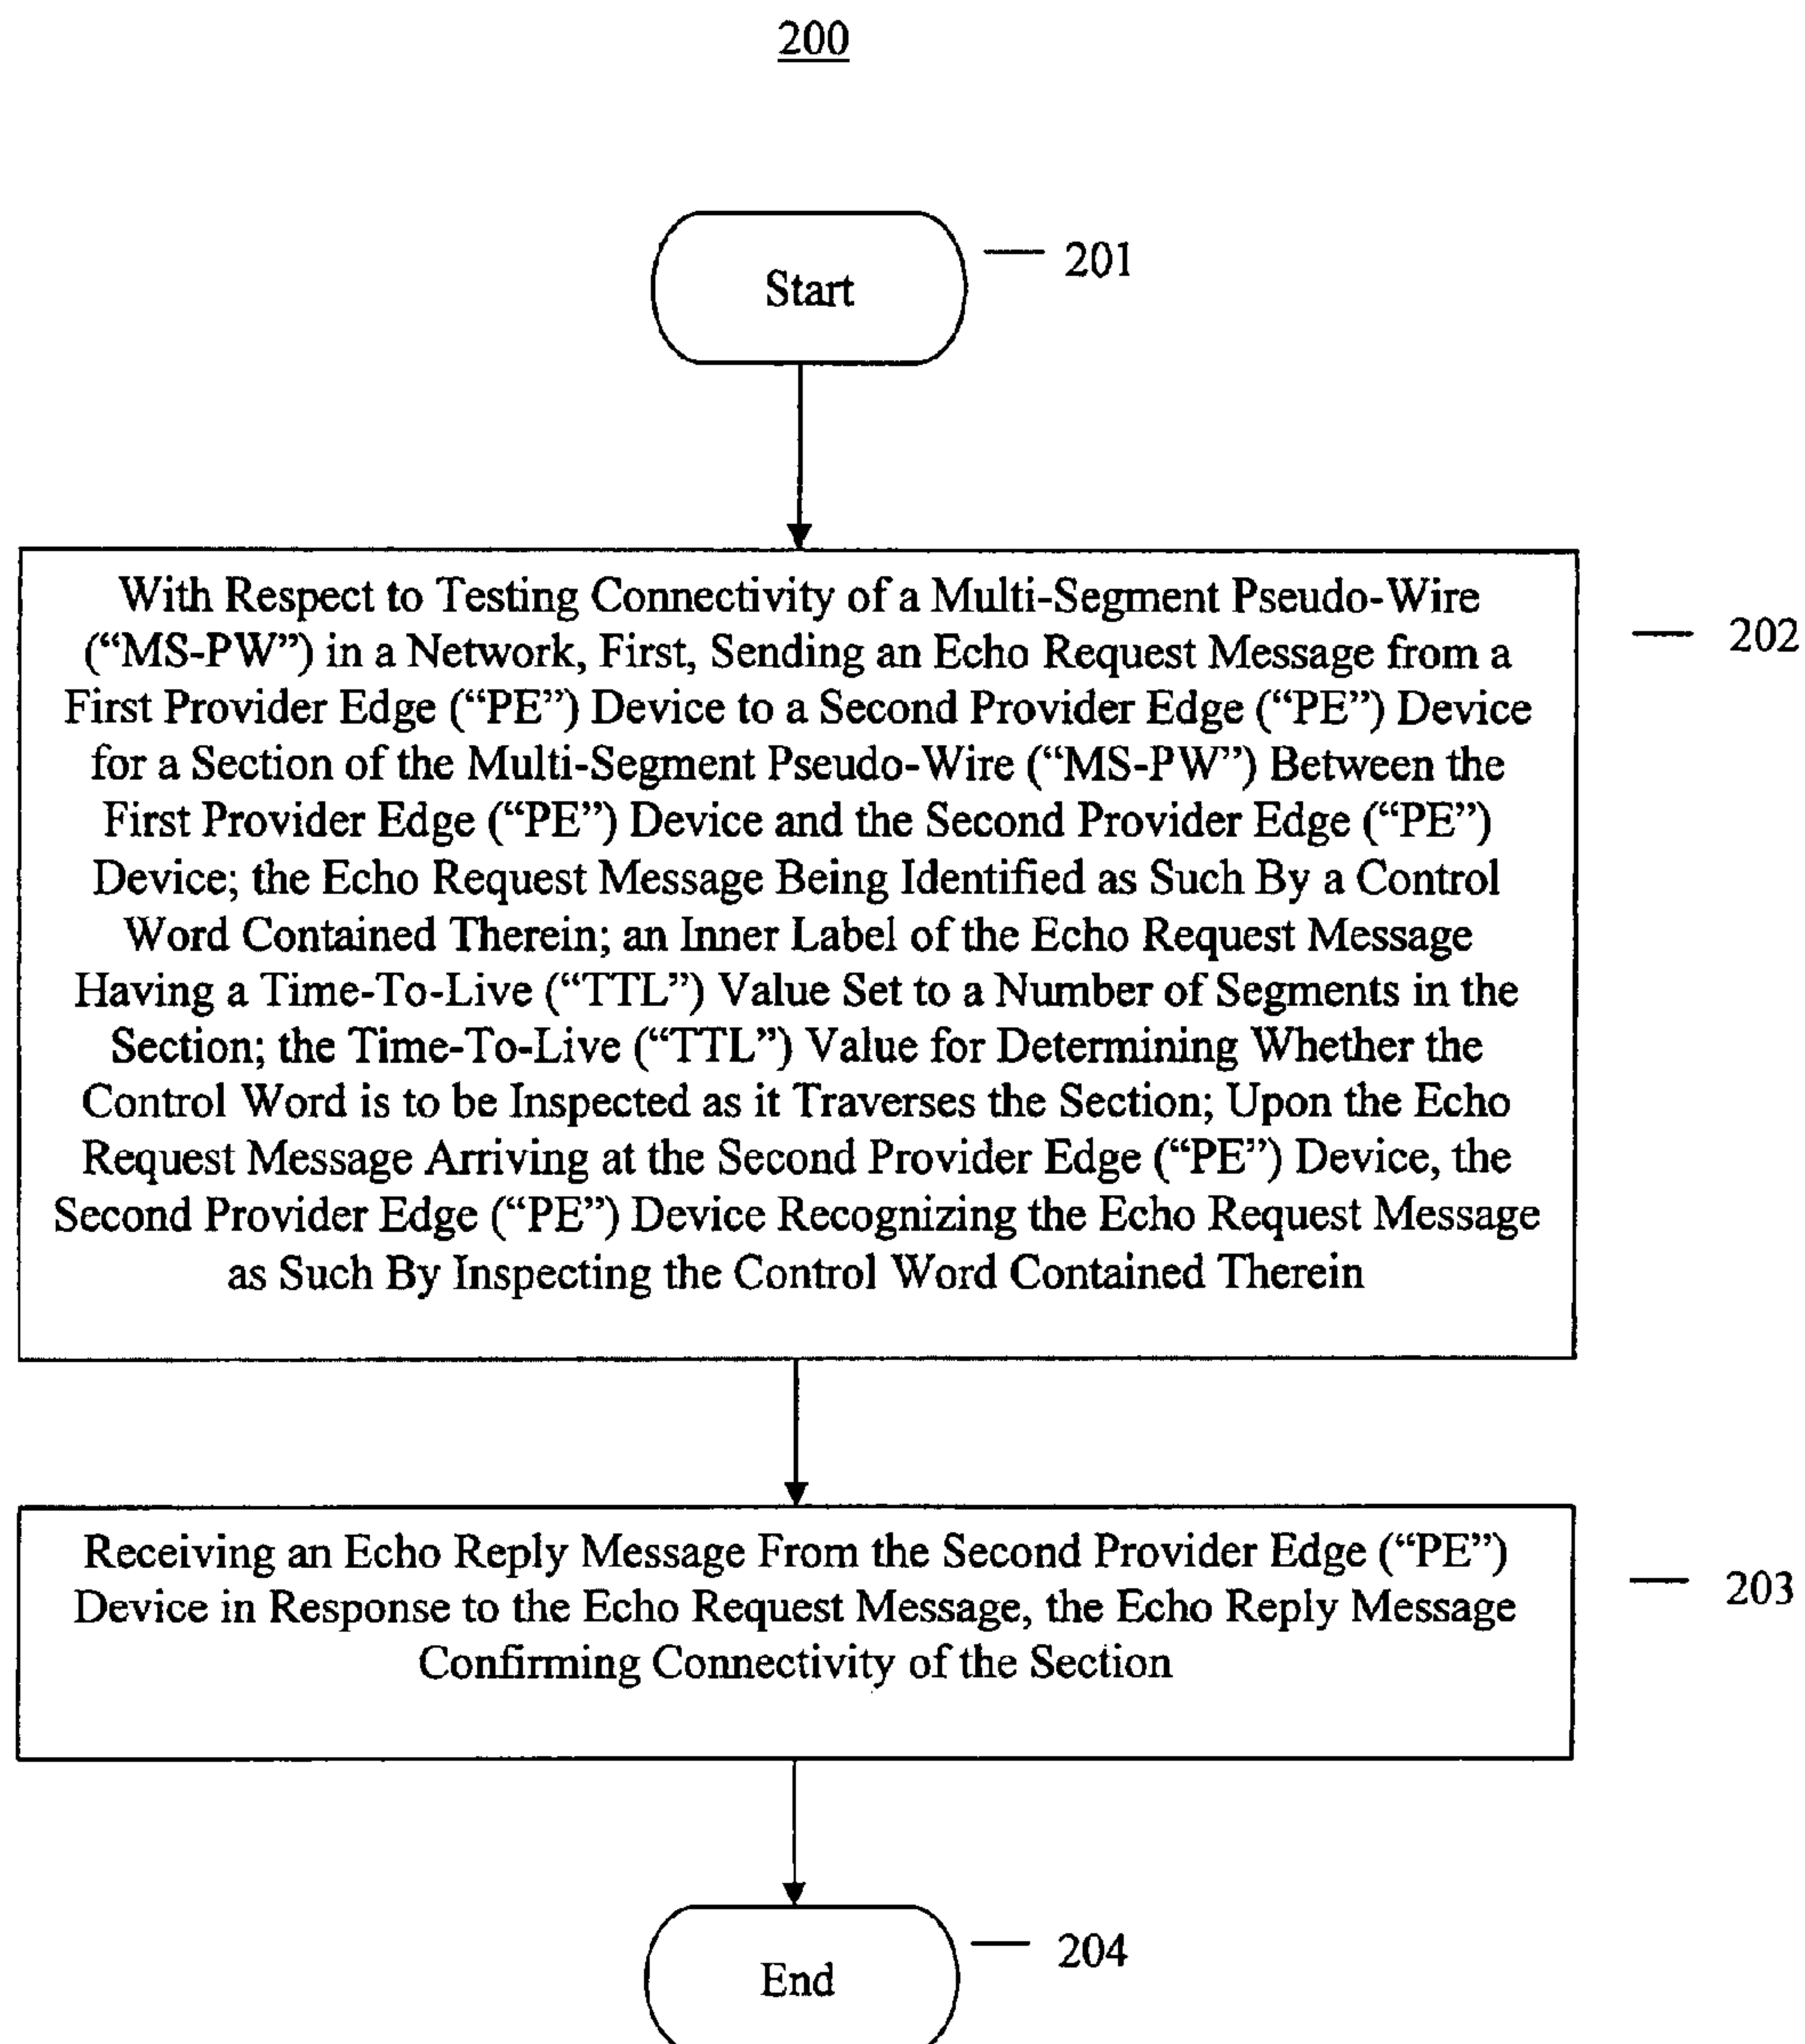 200
Start
201
With Respect to Testing Connectivity of a Multi-Segment Pseudo-Wire
(“MS-PW”) in a Network, First, Sending an Echo Request Message from a
First Provider Edge (“PE”) Device to a Second Provider Edge (“PE”) Device
for a Section of the Multi-Segment Pseudo-Wire (“MS-PW”) Between the
First Provider Edge (“PE”) Device and the Second Provider Edge (“PE”)
Device; the Echo Request Message Being Identified as Such By a Control
Word Contained Therein; an Inner Label of the Echo Request Message
Having a Time-To-Live (“TTL”) Value Set to a Number of Segments in the
Section; the Time-To-Live (“TTL”) Value for Determining Whether the
Control Word is to be Inspected as it Traverses the Section; Upon the Echo
Request Message Arriving at the Second Provider Edge (“PE”) Device, the
Second Provider Edge (“PE”) Device Recognizing the Echo Request Message
as Such By Inspecting the Control Word Contained Therein
202
Receiving an Echo Reply Message From the Second Provider Edge (“PE”)
Device in Response to the Echo Request Message, the Echo Reply Message
Confirming Connectivity of the Section
203
End
204